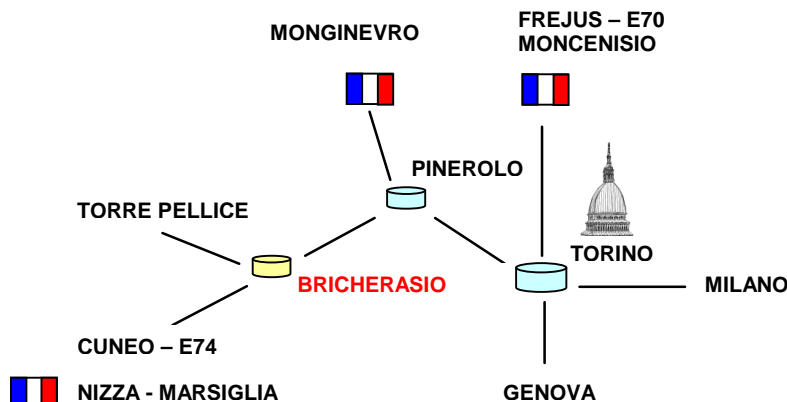 MONGINEVRO
FREJUS – E70
MONCENISIO
PINEROLO
TORRE PELLICE
TORINO
BRICHERASIO
MILANO
CUNEO – E74
NIZZA - MARSIGLIA
GENOVA